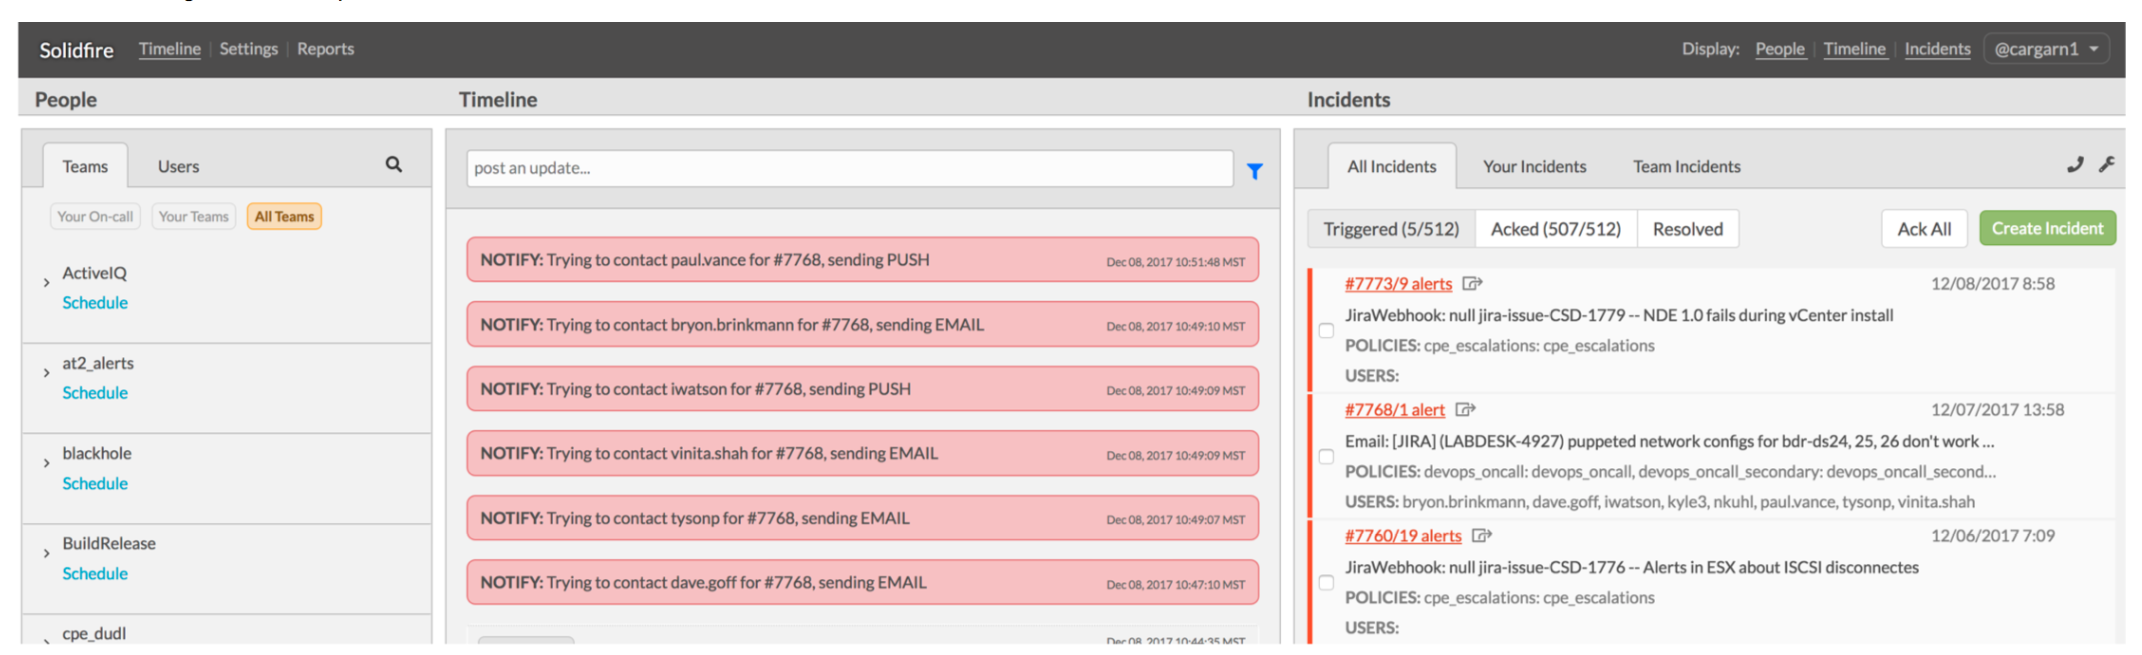 Solidfire Timeline | Settings | Reports Display: People | Timeline | Incidents @cargarn1
People Timeline Incidents
Teams Users
Your On-call Your Teams All Teams
ActiveIQ
Schedule
at2_alerts
Schedule
blackhole
Schedule
BuildRelease
Schedule
cpe_dudl
post an update...
NOTIFY: Trying to contact paul.vance for #7768, sending PUSH Dec 08, 2017 10:51:48 MST
NOTIFY: Trying to contact bryon.brinkmann for #7768, sending EMAIL Dec 08, 2017 10:49:10 MST
NOTIFY: Trying to contact iwatson for #7768, sending PUSH Dec 08, 2017 10:49:09 MST
NOTIFY: Trying to contact vinita.shah for #7768, sending EMAIL Dec 08, 2017 10:49:09 MST
NOTIFY: Trying to contact tysonp for #7768, sending EMAIL Dec 08, 2017 10:49:07 MST
NOTIFY: Trying to contact dave.goff for #7768, sending EMAIL Dec 08, 2017 10:47:10 MST
Dec 08, 2017 10:44:35 MST
All Incidents Your Incidents Team Incidents
Triggered (5/512) Acked (507/512) Resolved Ack All Create Incident
#7773/9 alerts 12/08/2017 8:58
JiraWebhook: null jira-issue-CSD-1779 -- NDE 1.0 fails during vCenter install
POLICIES: cpe_escalations: cpe_escalations
USERS:
#7768/1 alert 12/07/2017 13:58
Email: [JIRA] (LABDESK-4927) puppeted network configs for bdr-ds24, 25, 26 don't work ...
POLICIES: devops_oncall: devops_oncall, devops_oncall_secondary: devops_oncall_second...
USERS: bryon.brinkmann, dave.goff, iwatson, kyle3, nkuhl, paul.vance, tysonp, vinita.shah
#7760/19 alerts 12/06/2017 7:09
JiraWebhook: null jira-issue-CSD-1776 -- Alerts in ESX about ISCSI disconnectes
POLICIES: cpe_escalations: cpe_escalations
USERS: